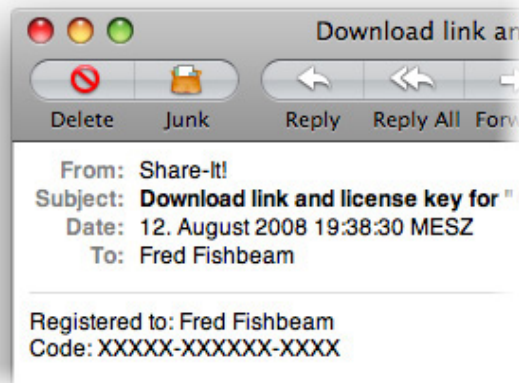 Download link an
Delete Junk Reply Reply All Forw
From: Share-It!
Subject: Download link and license key for "
Date: 12. August 2008 19:38:30 MESZ
To: Fred Fishbeam
Registered to: Fred Fishbeam
Code: XXXXX-XXXXXX-XXXX